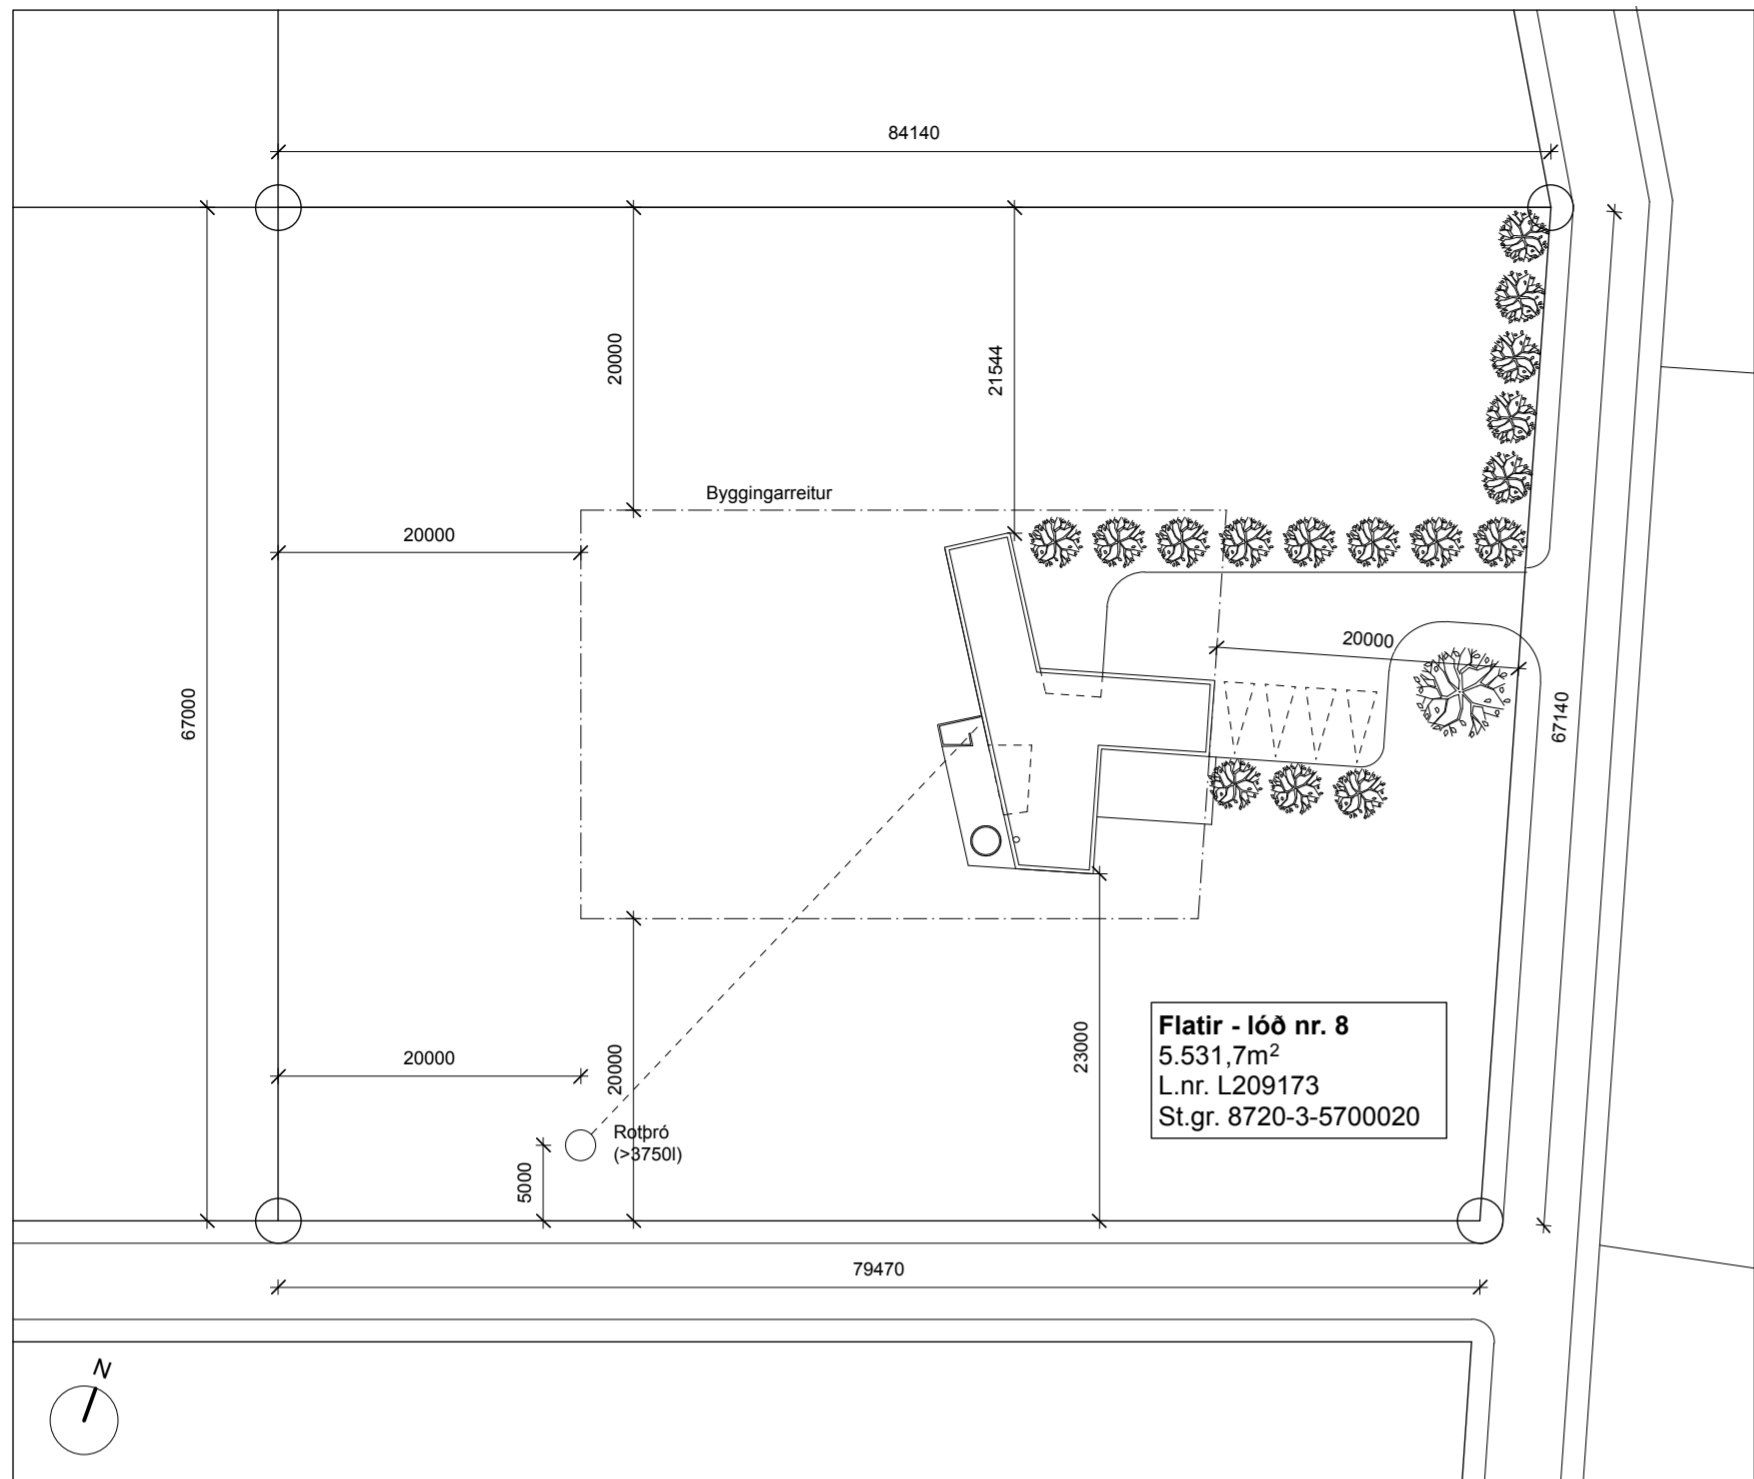 84140
20000
21544
Byggingarreitur
20000
20000
67000
67140
20000
20000
23000
Flatir - lóð nr. 8
5.531,7m²
L.nr. L209173
St.gr. 8720-3-5700020
Rotþró
(>3750l)
5000
79470
N